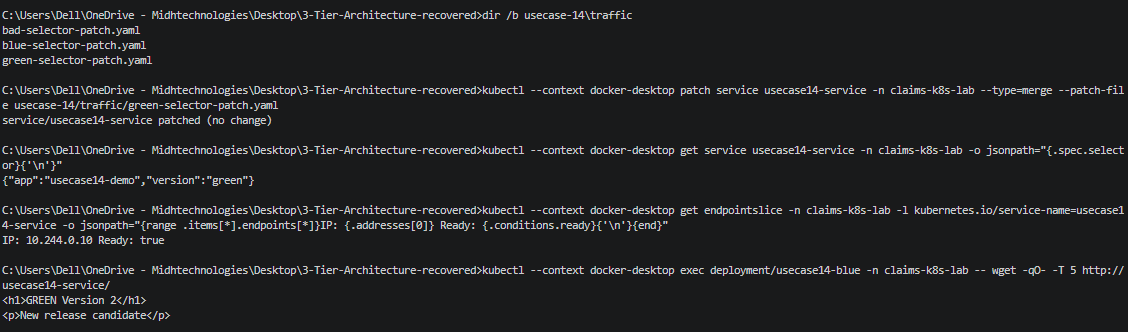 C:\Users\Dell\OneDrive - Midhtechnologies\Desktop\3-Tier-Architecture-recovered>dir /b usecase-14\traffic
bad-selector-patch.yaml
blue-selector-patch.yaml
green-selector-patch.yaml
C:\Users\Dell\OneDrive - Midhtechnologies\Desktop\3-Tier-Architecture-recovered>kubectl --context docker-desktop patch service usecase14-service -n claims-k8s-lab --type=merge --patch-fil
e usecase-14/traffic/green-selector-patch.yaml
service/usecase14-service patched (no change)
C:\Users\Dell\OneDrive - Midhtechnologies\Desktop\3-Tier-Architecture-recovered>kubectl --context docker-desktop get service usecase14-service -n claims-k8s-lab -o jsonpath="{.spec.select
or}{'\n'}"
{"app":"usecase14-demo","version":"green"}
C:\Users\Dell\OneDrive - Midhtechnologies\Desktop\3-Tier-Architecture-recovered>kubectl --context docker-desktop get endpointslice -n claims-k8s-lab -l kubernetes.io/service-name=usecase1
4-service -o jsonpath="{range .items[*].endpoints[*]}IP: {.addresses[0]} Ready: {.conditions.ready}{'\n'}{end}"
IP: 10.244.0.10 Ready: true
C:\Users\Dell\OneDrive - Midhtechnologies\Desktop\3-Tier-Architecture-recovered>kubectl --context docker-desktop exec deployment/usecase14-blue -n claims-k8s-lab -- wget -qO- -T 5 http://
usecase14-service/
<h1>GREEN Version 2</h1>
<p>New release candidate</p>